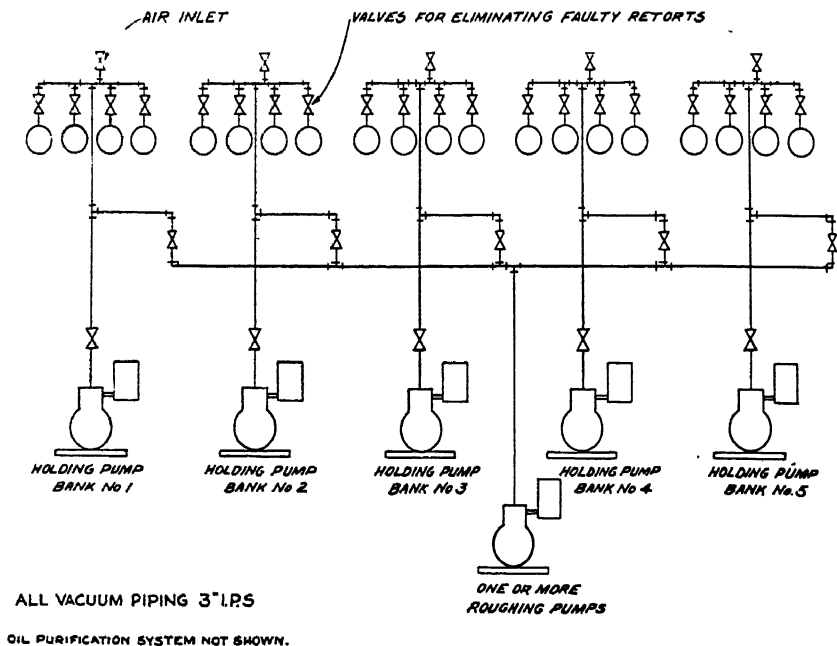 AIR INLET
VALVES FOR ELIMINATING FAULTY RETORTS
HOLDING PUMP
BANK No 1
HOLDING PUMP
BANK No 2
HOLDING PUMP
BANK No 3
HOLDING PUMP
BANK No 4
HOLDING PUMP
BANK No. 5
ONE OR MORE
ROUGHING PUMPS
ALL VACUUM PIPING 3" I.P.S
OIL PURIFICATION SYSTEM NOT SHOWN.